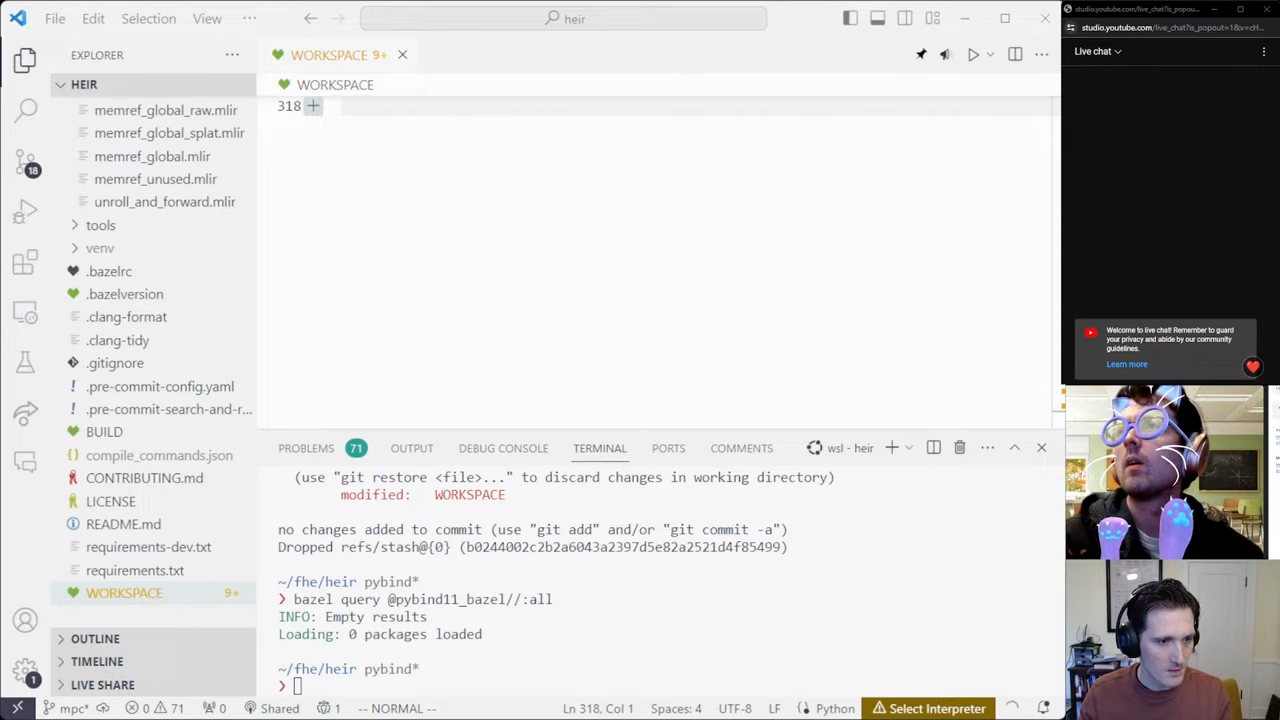 File Edit Selection View ···
heir
EXPLORER ···
HEIR
memref_global_raw.mlir
memref_global_splat.mlir
memref_global.mlir
memref_unused.mlir
unroll_and_forward.mlir
tools
venv
.bazelrc
.bazelversion
.clang-format
.clang-tidy
.gitignore
.pre-commit-config.yaml
.pre-commit-search-and-r...
BUILD
compile_commands.json
CONTRIBUTING.md
LICENSE
README.md
requirements-dev.txt
requirements.txt
WORKSPACE 9+
OUTLINE
TIMELINE
LIVE SHARE
18
1
WORKSPACE 9+
WORKSPACE
318 +
PROBLEMS 71 OUTPUT DEBUG CONSOLE TERMINAL PORTS COMMENTS wsl - heir
(use "git restore <file>..." to discard changes in working directory)
modified: WORKSPACE
no changes added to commit (use "git add" and/or "git commit -a")
Dropped refs/stash@{0} (b0244002c2b2a6043a2397d5e82a2521d4f85499)
~/fhe/heir pybind*
❯ bazel query @pybind11_bazel//:all
INFO: Empty results
Loading: 0 packages loaded
~/fhe/heir pybind*
❯
mpc* 0 71 0 Shared 1 -- NORMAL -- Ln 318, Col 1 Spaces: 4 UTF-8 LF Python Select Interpreter
studio.youtube.com/live_chat?is_popou...
studio.youtube.com/live_chat?is_popout=1&v=cH...
Live chat
Welcome to live chat! Remember to guard
your privacy and abide by our community
guidelines.
Learn more